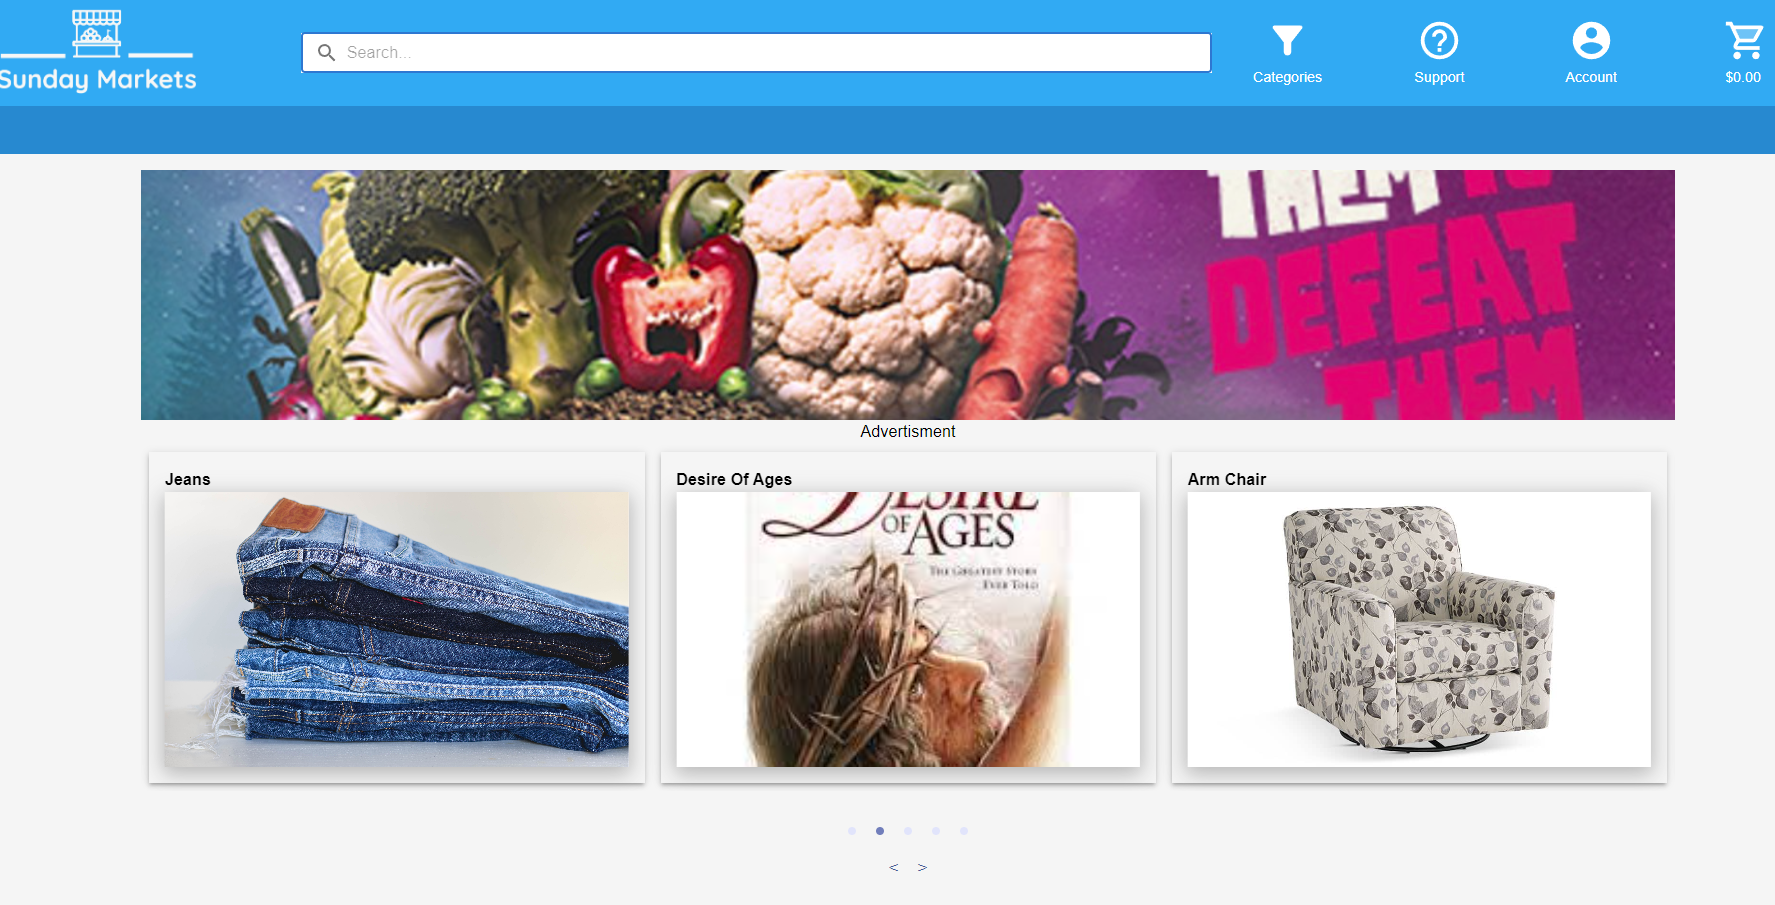 Sunday Markets
Search...
Categories
Support
Account
$0.00
THEM TO
DEFEAT
THEM
Advertisment
Jeans
Desire Of Ages
Arm Chair
DESIRE
OF AGES
THE GREATEST STORY
EVER TOLD
< >